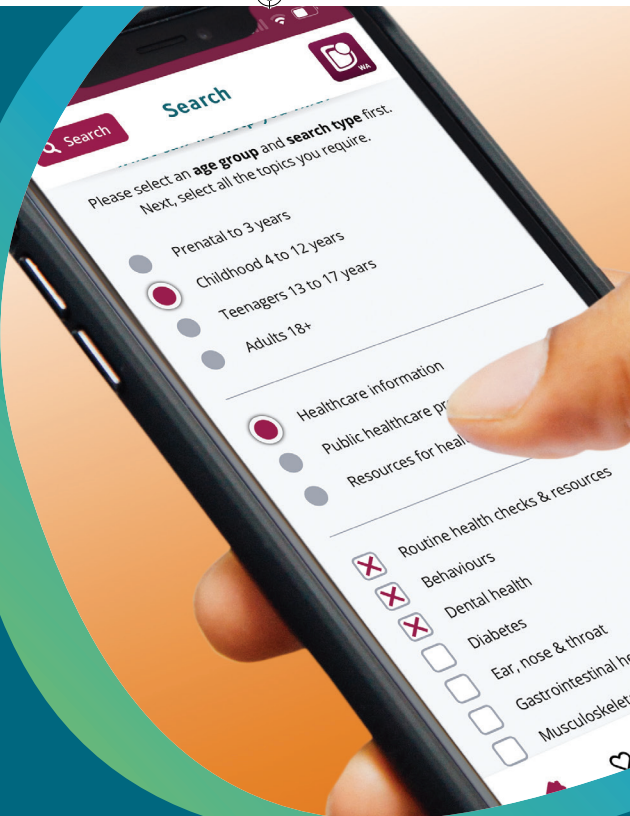 Search
Search
WA
Please select an age group and search type first.
Next, select all the topics you require.
Prenatal to 3 years
Childhood 4 to 12 years
Teenagers 13 to 17 years
Adults 18+
Healthcare information
Public healthcare
Resources for
Routine health checks & resources
Behaviours
Dental health
Diabetes
Ear, nose & throat
Gastrointestinal